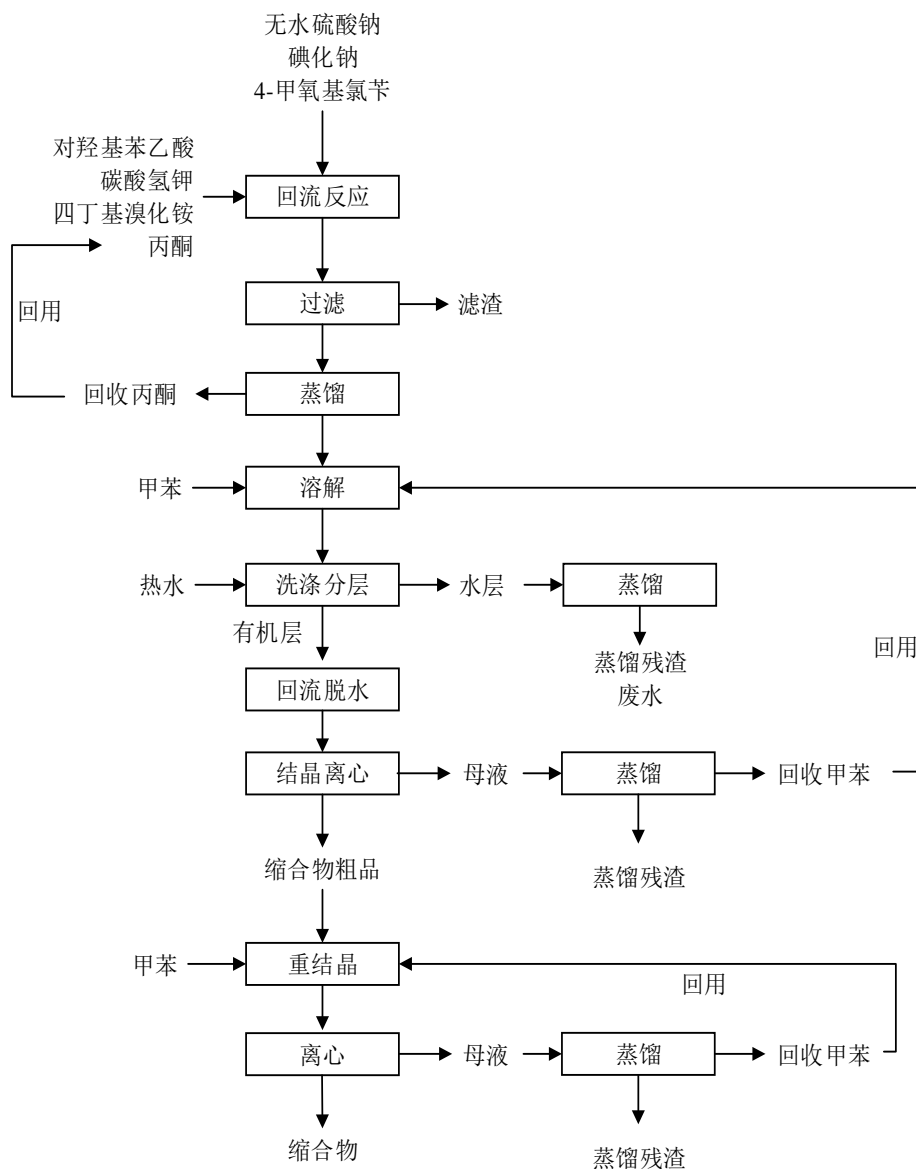 无水硫酸钠
碘化钠
4-甲氧基氯苄
对羟基苯乙酸
碳酸氢钾
四丁基溴化铵
丙酮
回流反应
回用
过滤
滤渣
回收丙酮
蒸馏
甲苯
溶解
热水
洗涤分层
水层
蒸馏
有机层
蒸馏残渣
废水
回用
回流脱水
结晶离心
母液
蒸馏
回收甲苯
缩合物粗品
蒸馏残渣
甲苯
重结晶
回用
离心
母液
蒸馏
回收甲苯
缩合物
蒸馏残渣